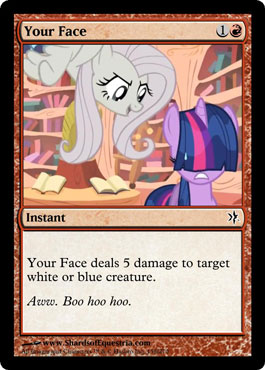 Your Face 1
Instant
Your Face deals 5 damage to target
white or blue creature.
Aww. Boo hoo hoo.
www.ShardsofEquestria.com